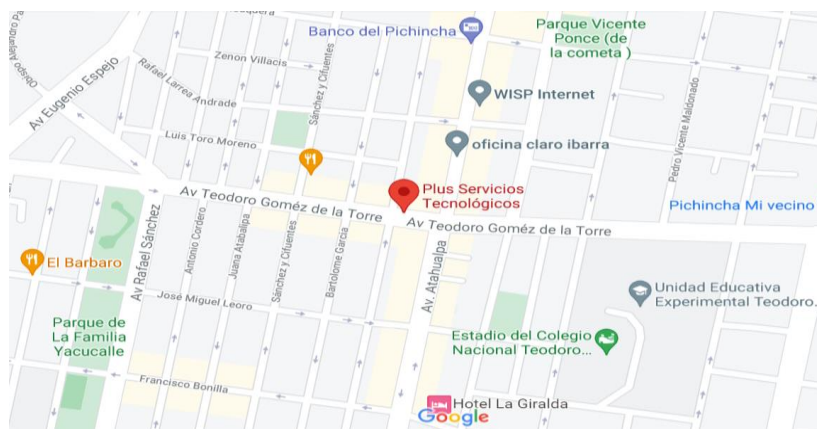 Parque Vicente
Ponce (de
la cometa )
Banco del Pichincha
Zenon Villacis
Av Eugenio Espejo
Rafael Larrea Andrade
Sánchez y Cifuentes
WISP Internet
Luis Toro Moreno
oficina claro ibarra
Pedro Vicente Maldonado
Plus Servicios
Tecnológicos
Av Teodoro Goméz de la Torre
Av Teodoro Goméz de la Torre
Pichincha Mi vecino
Av Rafael Sánchez
Antonio Cordero
Juana Atabalipa
Sánchez y Cifuentes
Bartolome Garcia
Av. Atahualpa
El Barbaro
José Miguel Leoro
Unidad Educativa
Experimental Teodoro.
Parque de
La Familia
Yacucalle
Estadio del Colegio
Nacional Teodoro...
Francisco Bonilla
Hotel La Giralda
Google